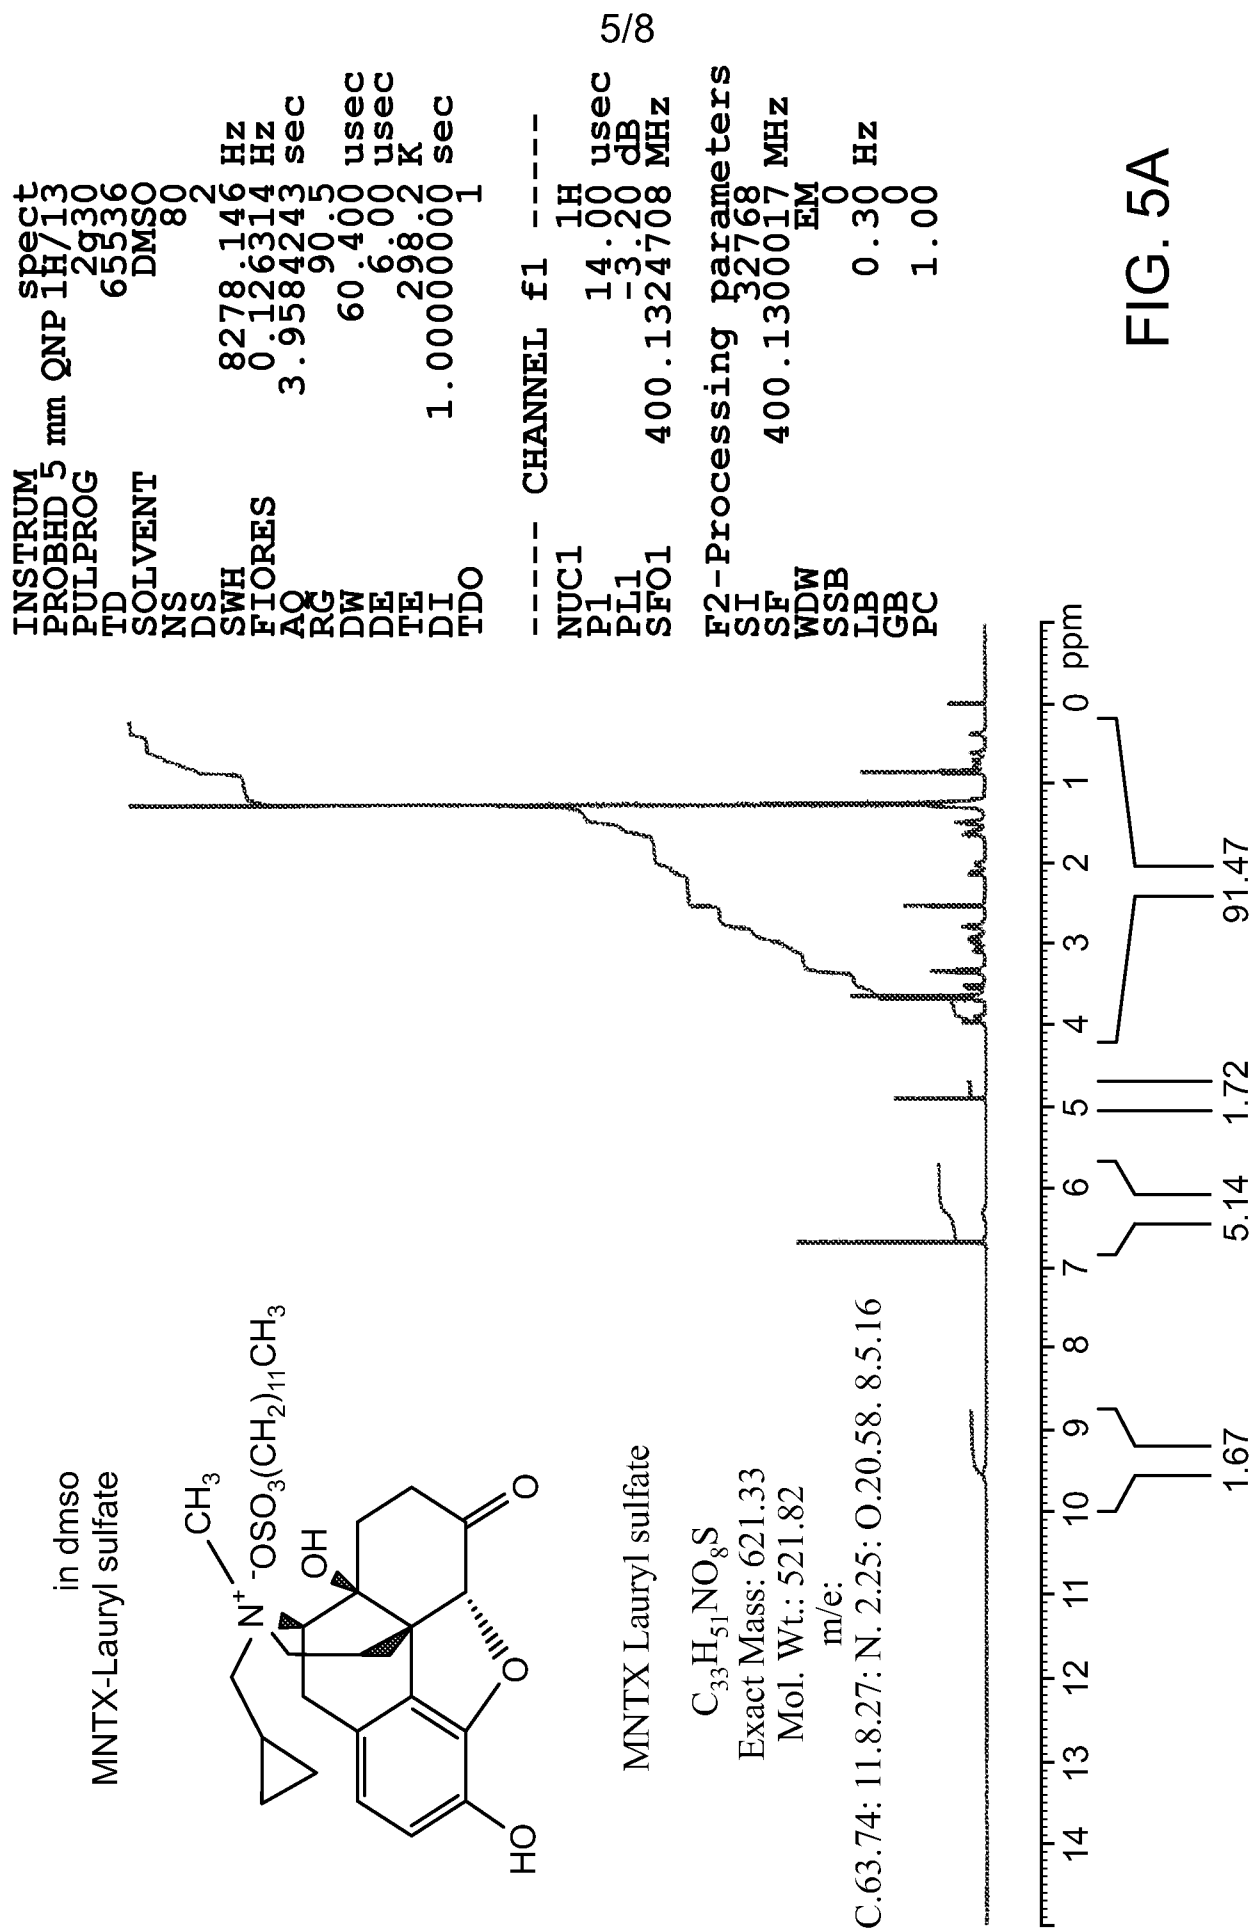 5/8
in dmso
MNTX-Lauryl sulfate
CH3
N+
-OSO3(CH2)11CH3
OH
O
O
HO
MNTX Lauryl sulfate
C33H51NO8S
Exact Mass: 621.33
Mol. Wt.: 521.82
m/e:
C.63.74: 11.8.27: N. 2.25: O.20.58. 8.5.16
INSTRUM spect
PROBHD 5 mm QNP 1H/13
PULPROG 2g30
TD 65536
SOLVENT DMSO
NS 80
DS 2
SWH 8278.146 Hz
FIORES 0.126314 Hz
AQ 3.9584243 sec
RG 90.5
DW 60.400 usec
DE 6.00 usec
TE 298.2 K
DI 1.00000000 sec
TDO 1
----- CHANNEL f1 -----
NUC1 1H
P1 14.00 usec
PL1 -3.20 dB
SFO1 400.1324708 MHz
F2-Processing parameters
SI 32768
SF 400.1300017 MHz
WDW EM
SSB 0
LB 0.30 Hz
GB 0
PC 1.00
14 13 12 11 10 9 8 7 6 5 4 3 2 1 0 ppm
1.67 5.14 1.72 91.47
FIG. 5A